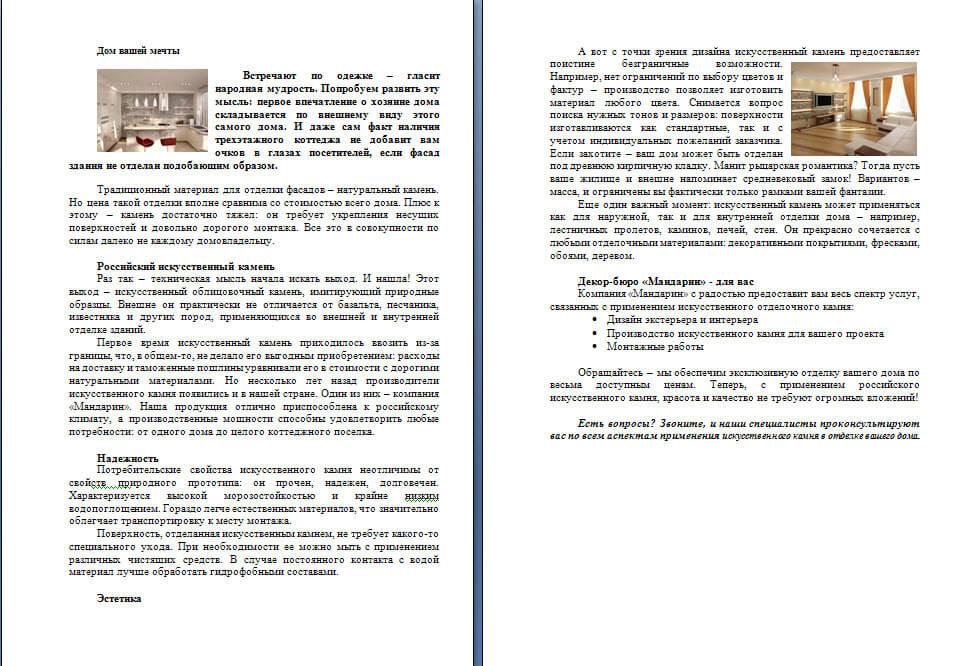 Дом вашей мечты
Встречают по одежке – гласит
народная мудрость. Попробуем развить эту
мысль: первое впечатление о хозяине дома
складывается по внешнему виду этого
самого дома. И даже сам факт наличия
трехэтажного коттеджа не добавит вам
очков в глазах посетителей, если фасад
здания не отделан подобающим образом.
Традиционный материал для отделки фасадов – натуральный камень.
Но цена такой отделки вполне сравнима со стоимостью всего дома. Плюс к
этому – камень достаточно тяжел: он требует укрепления несущих
поверхностей и довольно дорогого монтажа. Все это в совокупности по
силам далеко не каждому домовладельцу.
Российский искусственный камень
Раз так – техническая мысль начала искать выход. И нашла! Этот
выход – искусственный облицовочный камень, имитирующий природные
образцы. Внешне он практически не отличается от базальта, песчаника,
известняка и других пород, применяющихся во внешней и внутренней
отделке зданий.
Первое время искусственный камень приходилось ввозить из-за
границы, что, в общем-то, не делало его выгодным приобретением: расходы
на доставку и таможенные пошлины уравнивали его в стоимости с дорогими
натуральными материалами. Но несколько лет назад производители
искусственного камня появились и в нашей стране. Один из них – компания
«Мандарин». Наша продукция отлично приспособлена к российскому
климату, а производственные мощности способны удовлетворить любые
потребности: от одного дома до целого коттеджного поселка.
Надежность
Потребительские свойства искусственного камня неотличимы от
свойств природного прототипа: он прочен, надежен, долговечен.
Характеризуется высокой морозостойкостью и крайне низким
водопоглощением. Гораздо легче естественных материалов, что значительно
облегчает транспортировку к месту монтажа.
Поверхность, отделанная искусственным камнем, не требует какого-то
специального ухода. При необходимости ее можно мыть с применением
различных чистящих средств. В случае постоянного контакта с водой
материал лучше обработать гидрофобными составами.
Эстетика
А вот с точки зрения дизайна искусственный камень предоставляет
поистине безграничные возможности.
Например, нет ограничений по выбору цветов и
фактур – производство позволяет изготовить
материал любого цвета. Снимается вопрос
поиска нужных тонов и размеров: поверхности
изготавливаются как стандартные, так и с
учетом индивидуальных пожеланий заказчика.
Если захотите – ваш дом может быть отделан
под древнюю кирпичную кладку. Манит рыцарская романтика? Тогда пусть
ваше жилище и внешне напоминает средневековый замок! Вариантов –
масса, и ограничены вы фактически только рамками вашей фантазии.
Еще один важный момент: искусственный камень может применяться
как для наружной, так и для внутренней отделки дома – например,
лестничных пролетов, каминов, печей, стен. Он прекрасно сочетается с
любыми отделочными материалами: декоративными покрытиями, фресками,
обоями, деревом.
Декор-бюро «Мандарин» - для вас
Компания «Мандарин» с радостью предоставит вам весь спектр услуг,
связанных с применением искусственного отделочного камня:
• Дизайн экстерьера и интерьера
• Производство искусственного камня для вашего проекта
• Монтажные работы
Обращайтесь – мы обеспечим эксклюзивную отделку вашего дома по
весьма доступным ценам. Теперь, с применением российского
искусственного камня, красота и качество не требуют огромных вложений!
Есть вопросы? Звоните, и наши специалисты проконсультируют
вас по всем аспектам применения искусственного камня в отделке вашего дома.